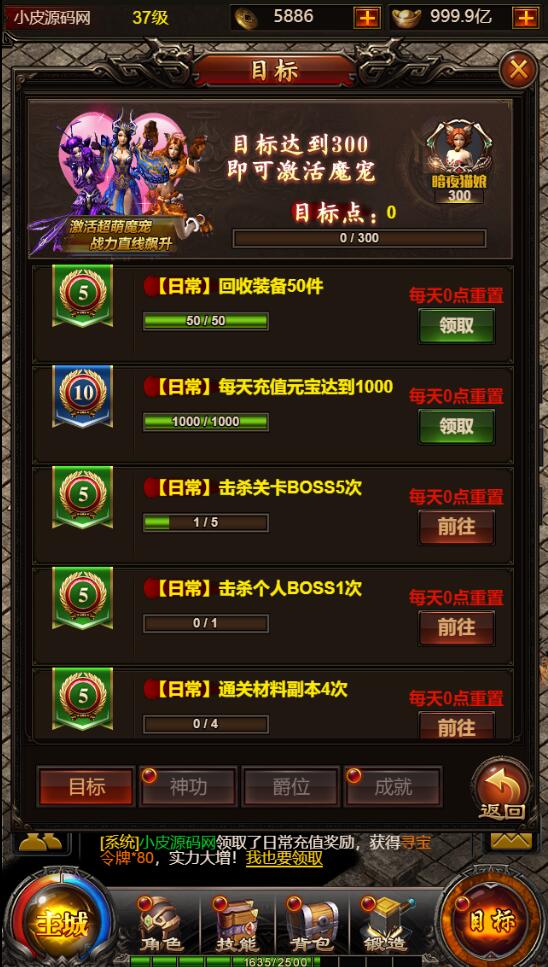 小皮源码网 37级 5886 999.9亿
目标
目标达到300
即可激活魔宠
暗夜猫娘
300
目标点：0
激活超萌魔宠
战力直线飙升
0 / 300
5
【日常】回收装备50件
每天0点重置
50 / 50
领取
10
【日常】每天充值元宝达到1000
每天0点重置
1000 / 1000
领取
5
【日常】击杀关卡BOSS5次
每天0点重置
1 / 5
前往
5
【日常】击杀个人BOSS1次
每天0点重置
0 / 1
前往
5
【日常】通关材料副本4次
每天0点重置
0 / 4
前往
目标 神功 爵位 成就
返回
[系统]小皮源码网领取了日常充值奖励，获得寻宝
令牌*80，实力大增！我也要领取
主城 角色 技能 背包 锻造 目标
1635/2500